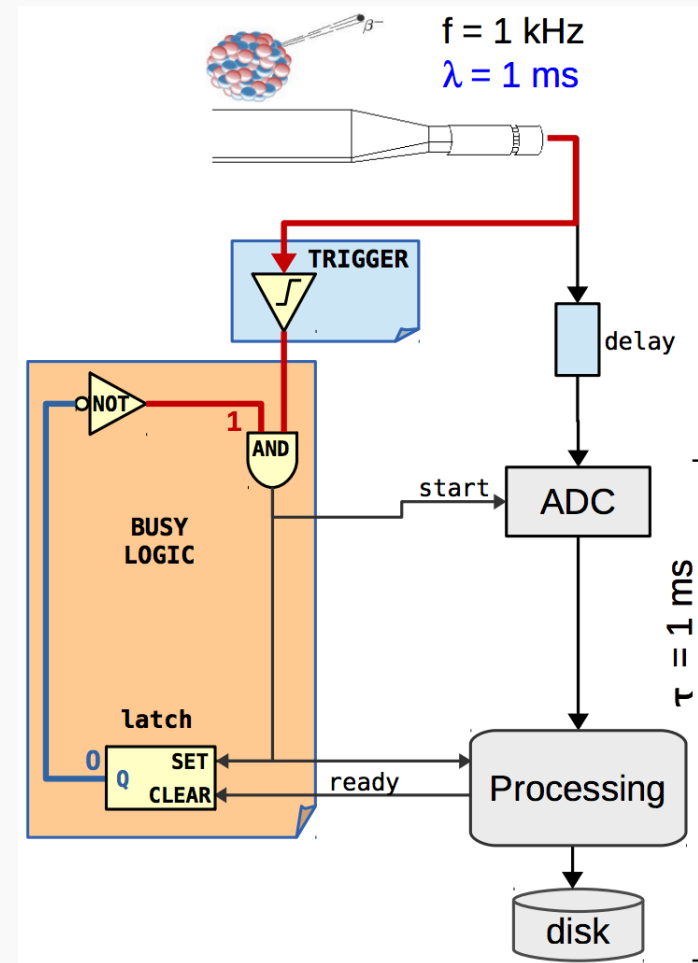 β−
f = 1 kHz
λ = 1 ms
TRIGGER
delay
NOT
1
AND
start
ADC
BUSY
LOGIC
τ = 1 ms
latch
0
Q
SET
CLEAR
ready
Processing
disk